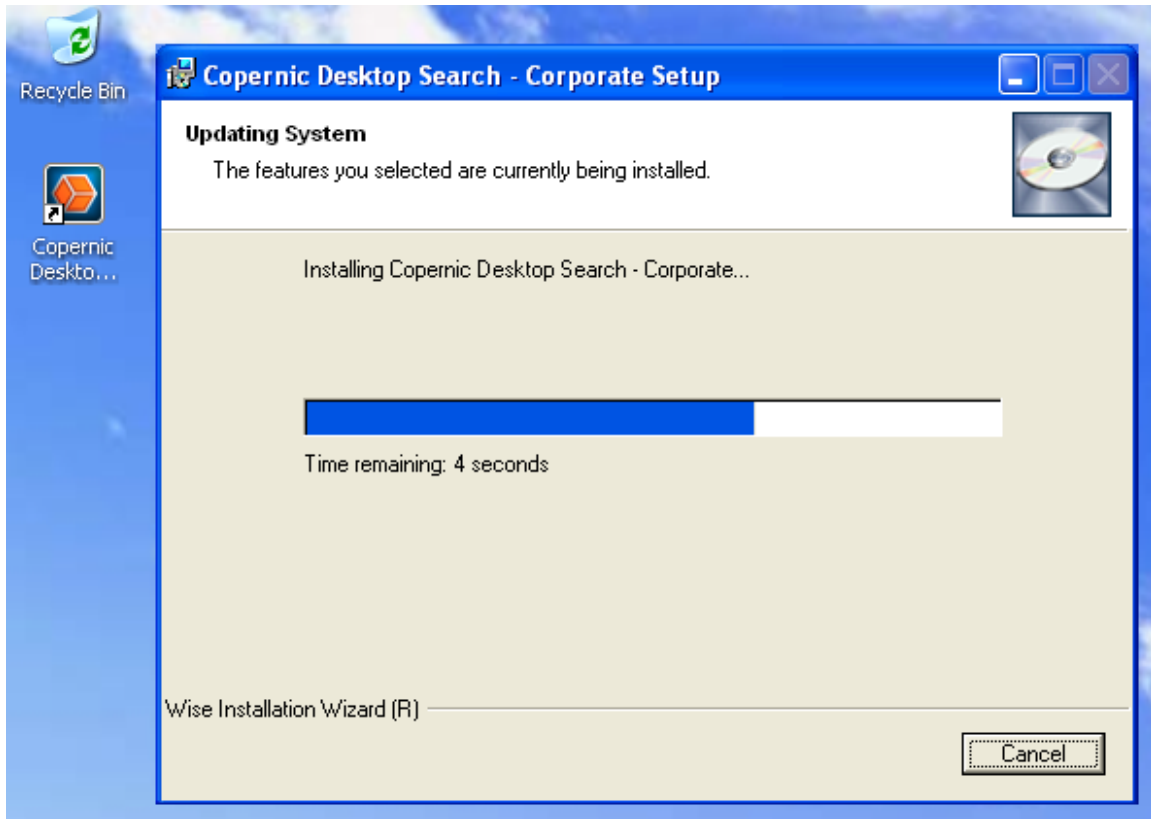 Recycle Bin
Copernic
Deskto...
Copernic Desktop Search - Corporate Setup
Updating System
The features you selected are currently being installed.
Installing Copernic Desktop Search - Corporate...
Time remaining: 4 seconds
Wise Installation Wizard (R)
Cancel